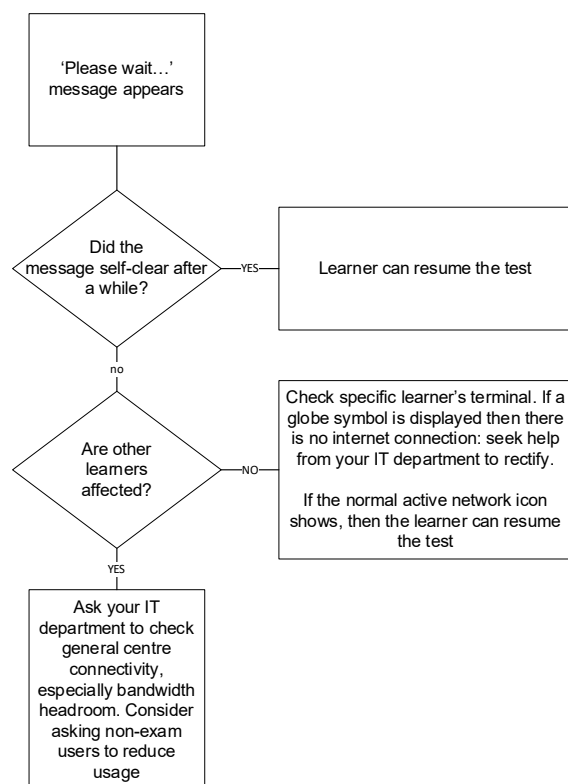 ‘Please wait…’
message appears
Did the
message self-clear after
a while?
YES
Learner can resume the test
no
Are other
learners
affected?
NO
Check specific learner’s terminal. If a
globe symbol is displayed then there
is no internet connection: seek help
from your IT department to rectify.
If the normal active network icon
shows, then the learner can resume
the test
YES
Ask your IT
department to check
general centre
connectivity,
especially bandwidth
headroom. Consider
asking non-exam
users to reduce
usage